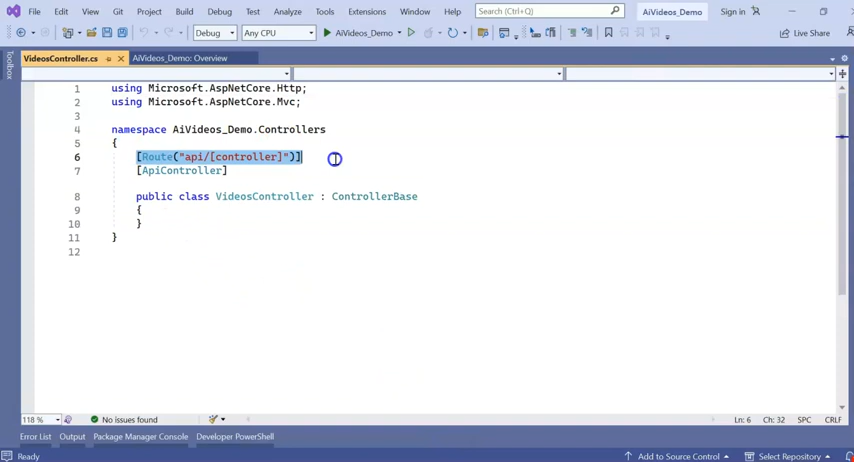 File Edit View Git Project Build Debug Test Analyze Tools Extensions Window Help Search (Ctrl+Q) AiVideos_Demo Sign in
Debug Any CPU AiVideos_Demo Live Share
Toolbox
VideosController.cs AiVideos_Demo: Overview
1 using Microsoft.AspNetCore.Http;
2 using Microsoft.AspNetCore.Mvc;
3
4 namespace AiVideos_Demo.Controllers
5 {
6 [Route("api/[controller]")]
7 [ApiController]
8 public class VideosController : ControllerBase
9 {
10 }
11 }
12
118 % No issues found Ln: 6 Ch: 32 SPC CRLF
Error List Output Package Manager Console Developer PowerShell
Ready Add to Source Control Select Repository